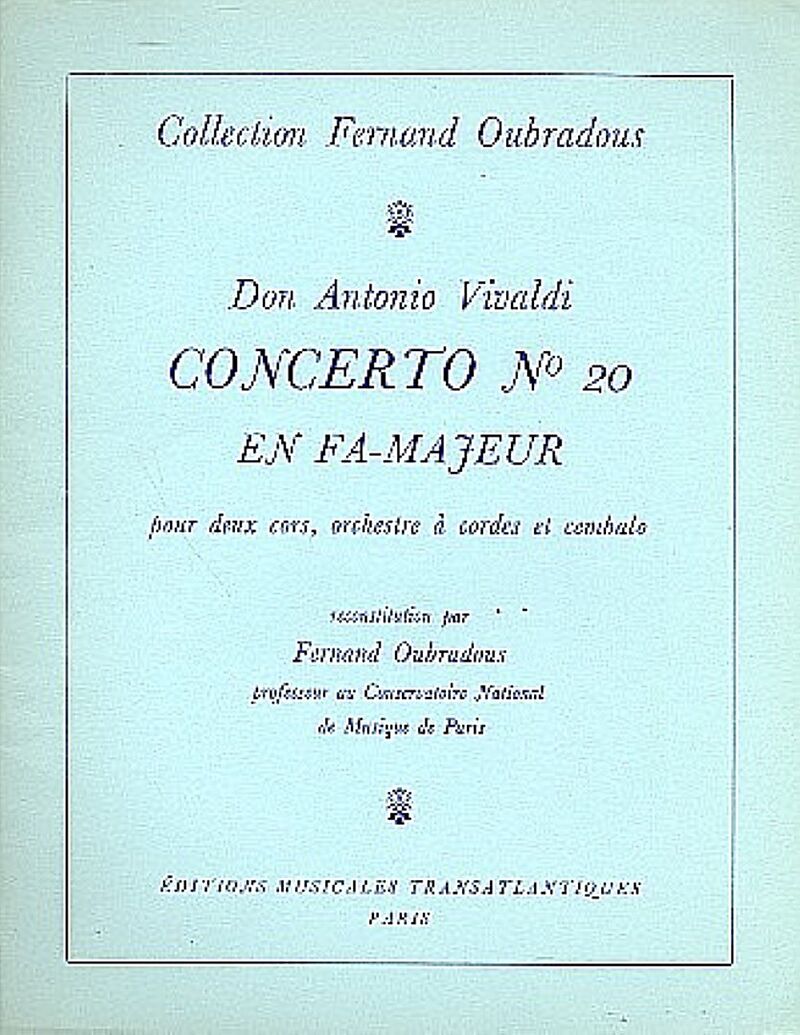 Collection Fernand Oubradous
Don Antonio Vivaldi
CONCERTO Nº 20
EN FA-MAJEUR
pour deux cors, orchestre à cordes et cembalo
reconstitution par
Fernand Oubradous
professeur au Conservatoire National
de Musique de Paris
ÉDITIONS MUSICALES TRANSATLANTIQUES
PARIS